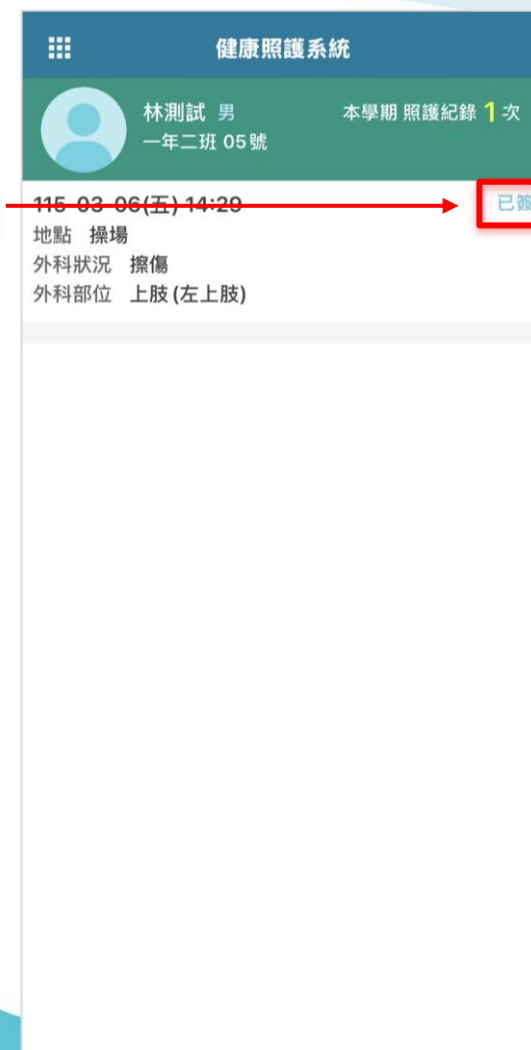 健康照護系統
林測試 男
本學期 照護紀錄 1 次
一年二班 05號
115-03-06(五) 14:29
已簽
地點 操場
外科狀況 擦傷
外科部位 上肢 (左上肢)